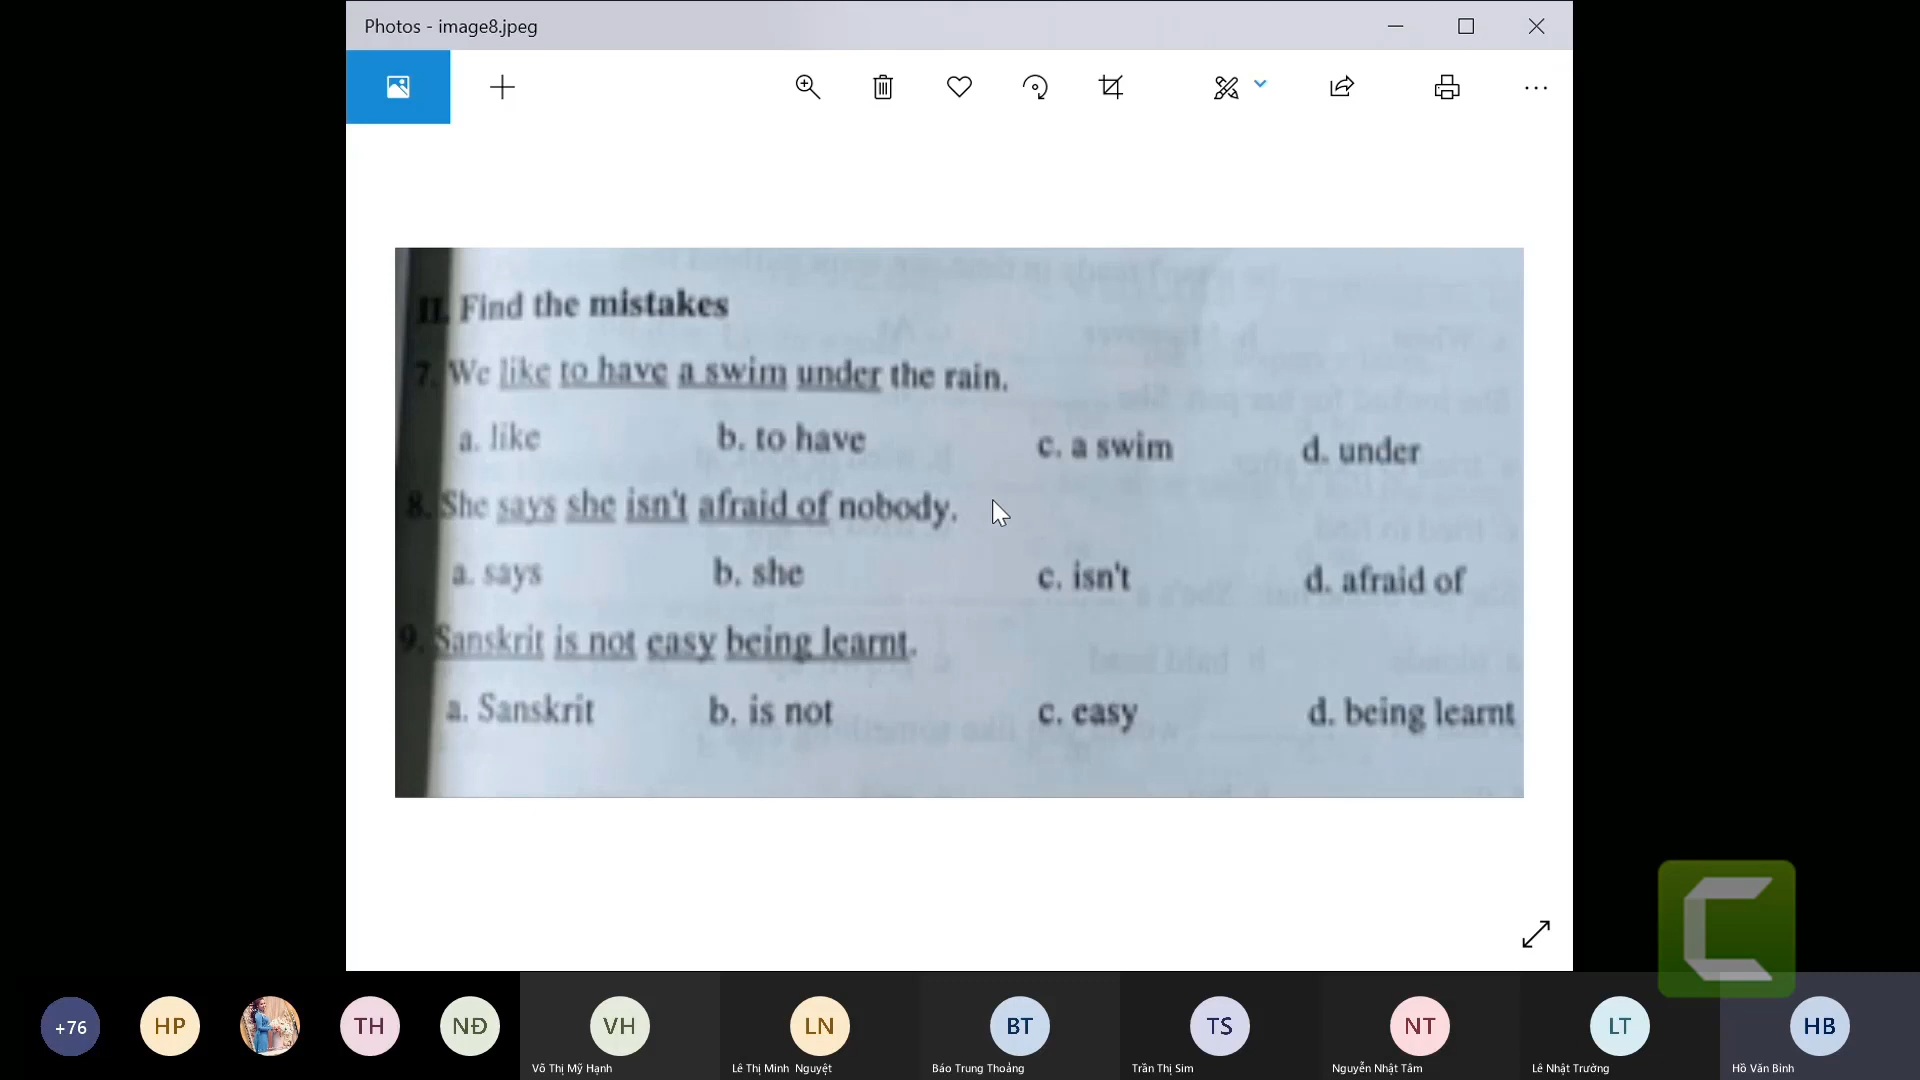 Photos - image8.jpeg
II. Find the mistakes
7. We like to have a swim under the rain.
a. like b. to have c. a swim d. under
8. She says she isn't afraid of nobody.
a. says b. she c. isn't d. afraid of
9. Sanskrit is not easy being learnt.
a. Sanskrit b. is not c. easy d. being learnt
+76 HP TH NĐ VH LN BT TS NT LT HB
Võ Thị Mỹ Hạnh Lê Thị Minh Nguyệt Báo Trung Thoảng Trần Thị Sim Nguyễn Nhật Tâm Lê Nhật Trường Hồ Văn Bình